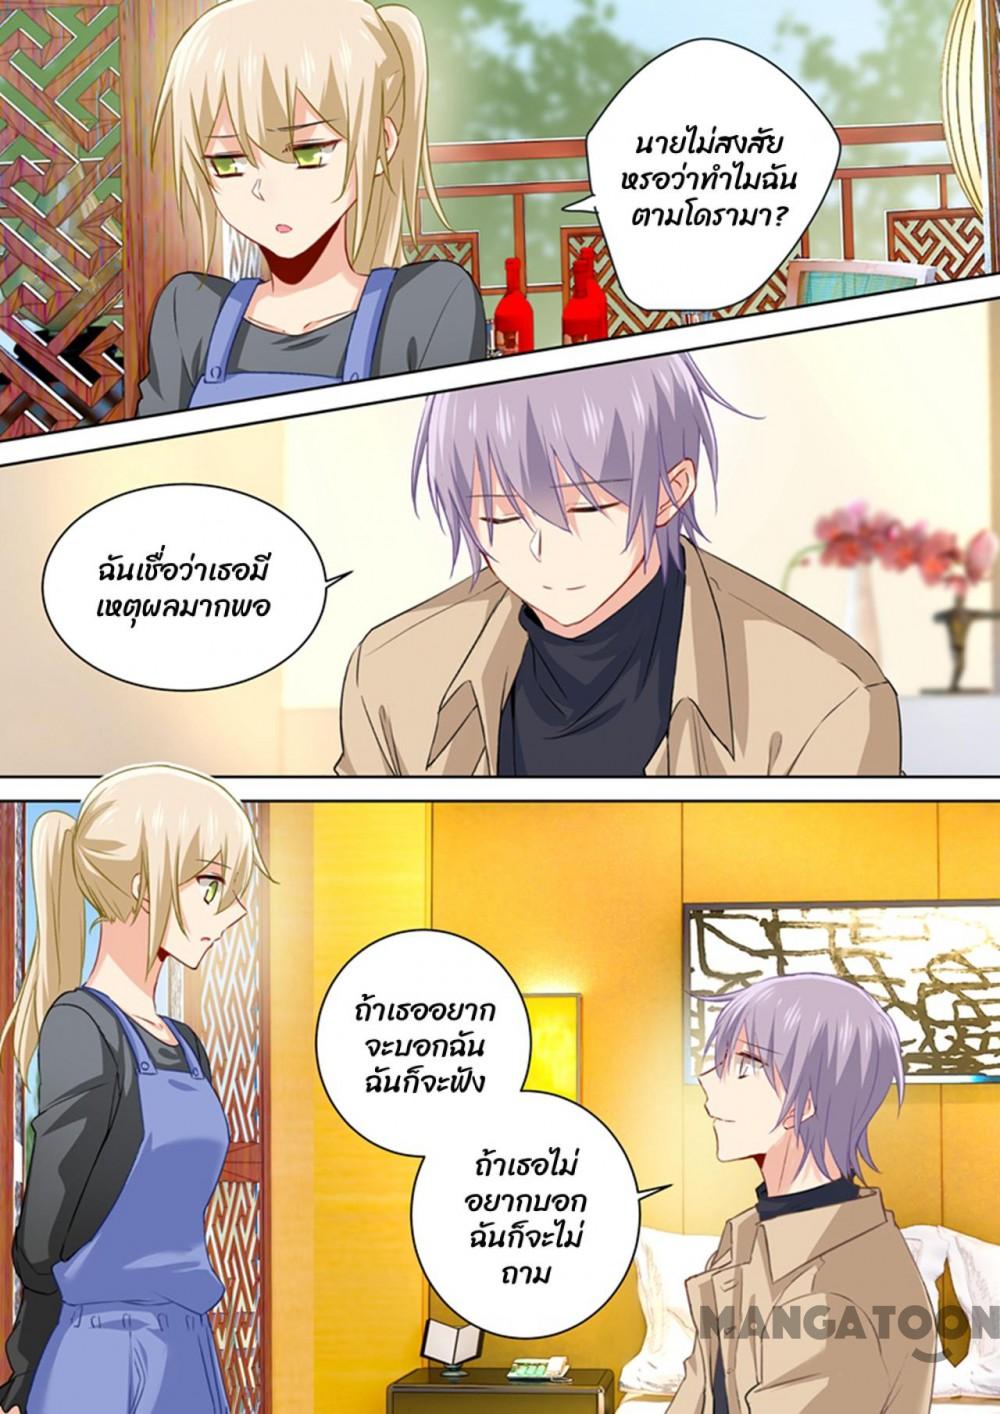 นายไม่สงสัย
หรอว่าทำไมฉัน
ตามโดรามา?
ฉันเชื่อว่าเธอมี
เหตุผลมากพอ
ถ้าเธออยาก
จะบอกฉัน
ฉันก็จะฟัง
ถ้าเธอไม่
อยากบอก
ฉันก็จะไม่
ถาม
MANGATOON